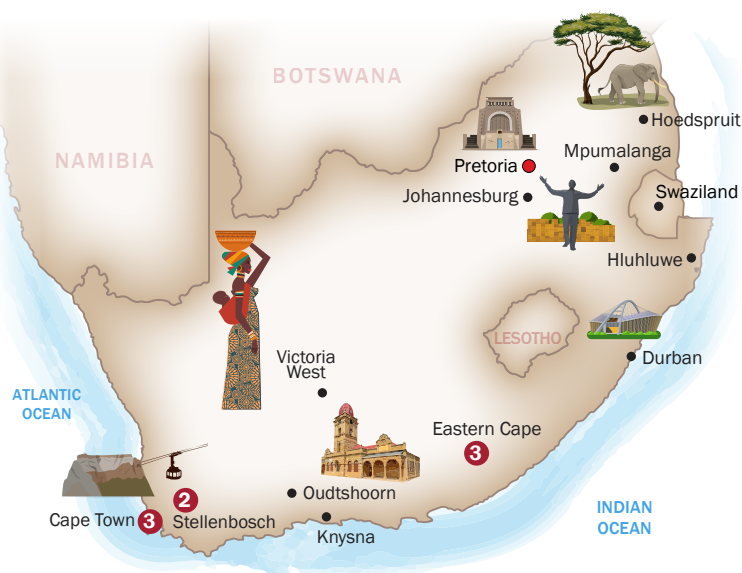 BOTSWANA
NAMIBIA
Hoedspruit
Mpumalanga
Pretoria
Johannesburg
Swaziland
Hluhluwe
LESOTHO
Durban
Victoria
West
ATLANTIC
OCEAN
Eastern Cape
3
Oudtshoorn
2
Stellenbosch
Cape Town
3
Knysna
INDIAN
OCEAN